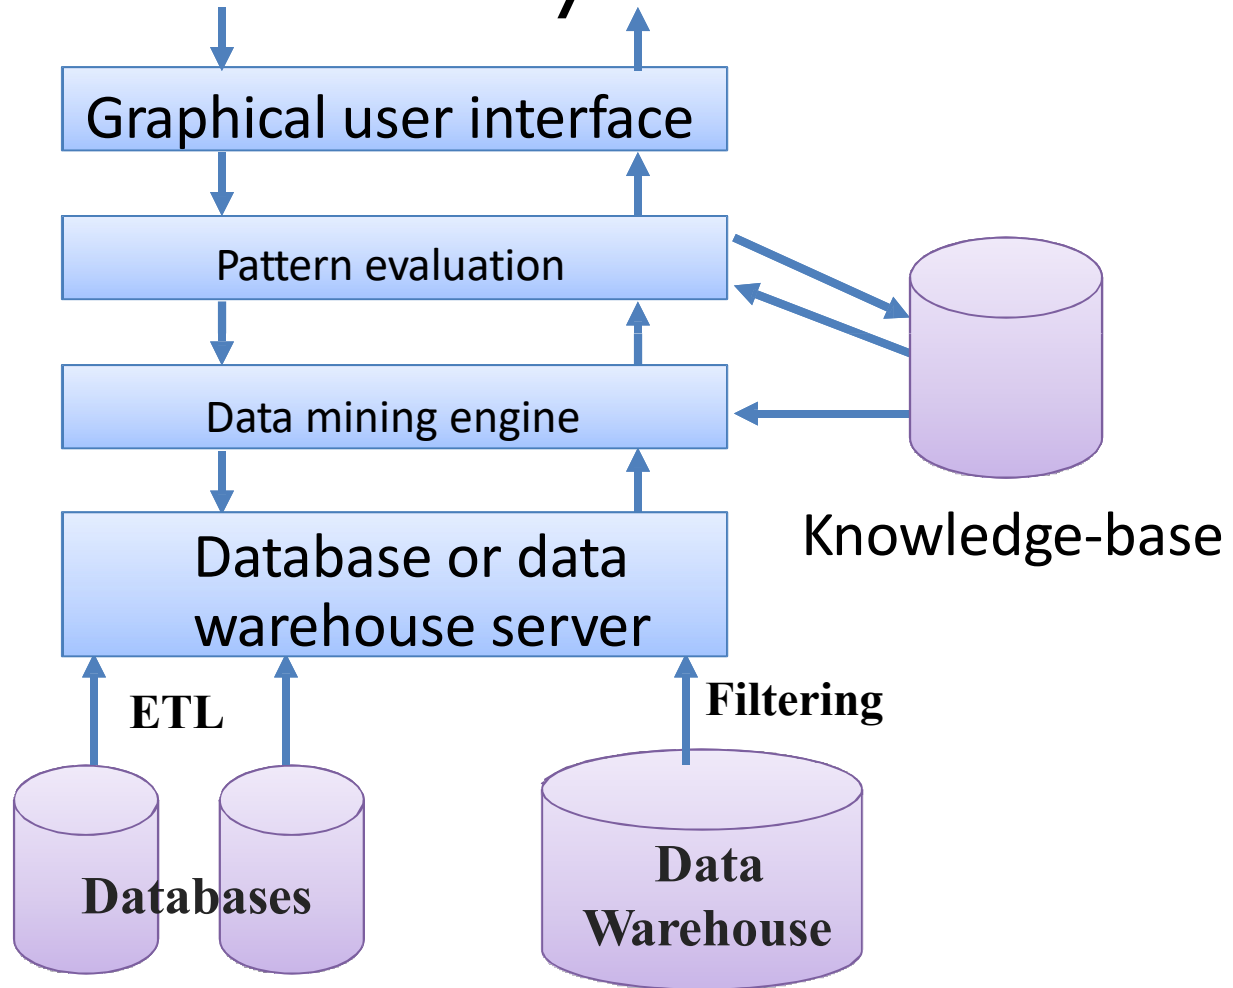 Graphical user interface
Pattern evaluation
Data mining engine
Knowledge-base
Database or data
warehouse server
ETL
Filtering
Databases
Data
Warehouse